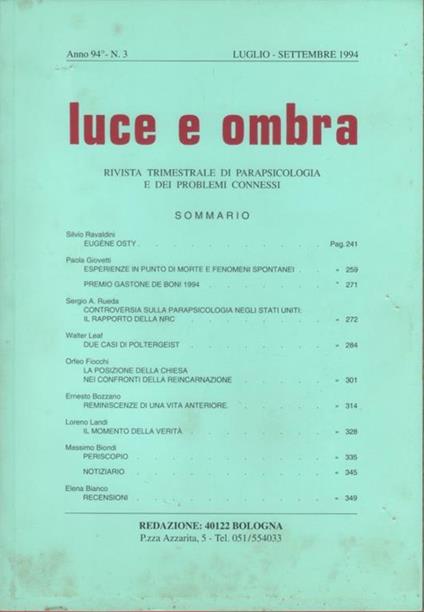 Anno 94° - N. 3 LUGLIO - SETTEMBRE 1994
luce e ombra
RIVISTA TRIMESTRALE DI PARAPSICOLOGIA
E DEI PROBLEMI CONNESSI
SOMMARIO
Silvio Ravaldini
EUGÈNE OSTY . . . . . . . . . . . . Pag. 241
Paola Giovetti
ESPERIENZE IN PUNTO DI MORTE E FENOMENI SPONTANEI . . » 259
PREMIO GASTONE DE BONI 1994 . . . . . . . " 271
Sergio A. Rueda
CONTROVERSIA SULLA PARAPSICOLOGIA NEGLI STATI UNITI:
IL RAPPORTO DELLA NRC . . . . . . . . » 272
Walter Leaf
DUE CASI DI POLTERGEIST . . . . . . . . » 284
Orfeo Fiocchi
LA POSIZIONE DELLA CHIESA
NEI CONFRONTI DELLA REINCARNAZIONE . . . . . » 301
Ernesto Bozzano
REMINISCENZE DI UNA VITA ANTERIORE. . . . . . » 314
Loreno Landi
IL MOMENTO DELLA VERITÀ . . . . . . . . » 328
Massimo Biondi
PERISCOPIO . . . . . . . . . . . » 335
NOTIZIARIO . . . . . . . . . . . » 345
Elena Bianco
RECENSIONI . . . . . . . . . . . » 349
REDAZIONE: 40122 BOLOGNA
P.zza Azzarita, 5 - Tel. 051/554033